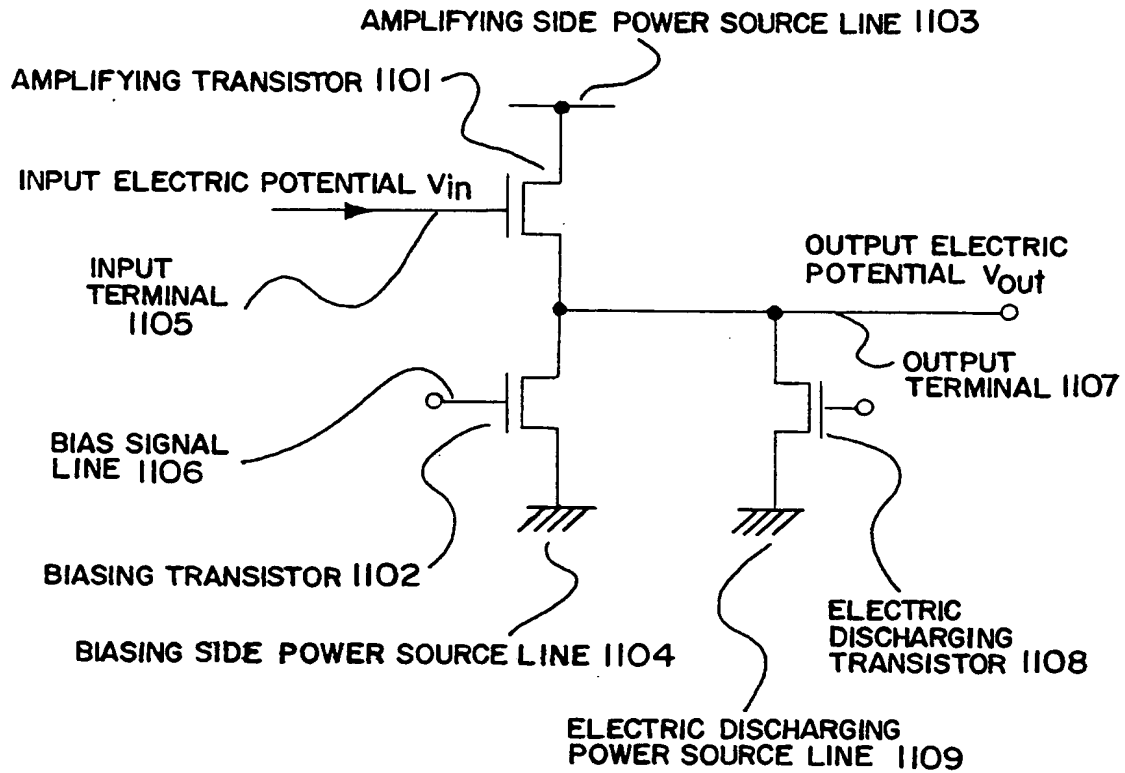 AMPLIFYING SIDE POWER SOURCE LINE 1103
AMPLIFYING TRANSISTOR 1101
INPUT ELECTRIC POTENTIAL Vin
INPUT
TERMINAL
1105
OUTPUT ELECTRIC
POTENTIAL Vout
OUTPUT
TERMINAL 1107
BIAS SIGNAL
LINE 1106
BIASING TRANSISTOR 1102
BIASING SIDE POWER SOURCE LINE 1104
ELECTRIC
DISCHARGING
TRANSISTOR 1108
ELECTRIC DISCHARGING
POWER SOURCE LINE 1109